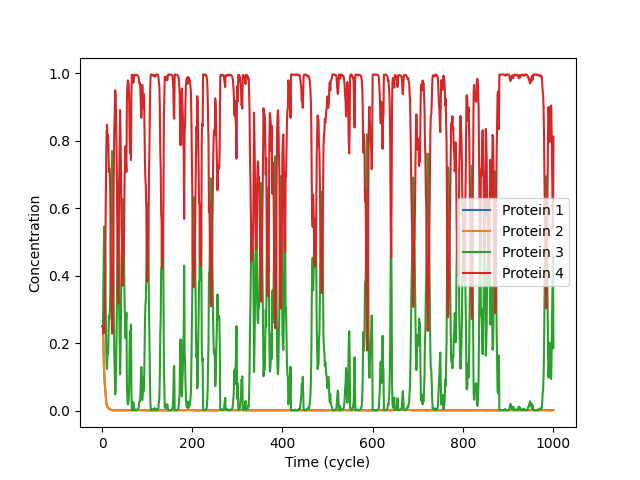 1.0
0.8
0.6
0.4
0.2
0.0
Concentration
0
200
400
600
800
1000
Time (cycle)
Protein 1
Protein 2
Protein 3
Protein 4